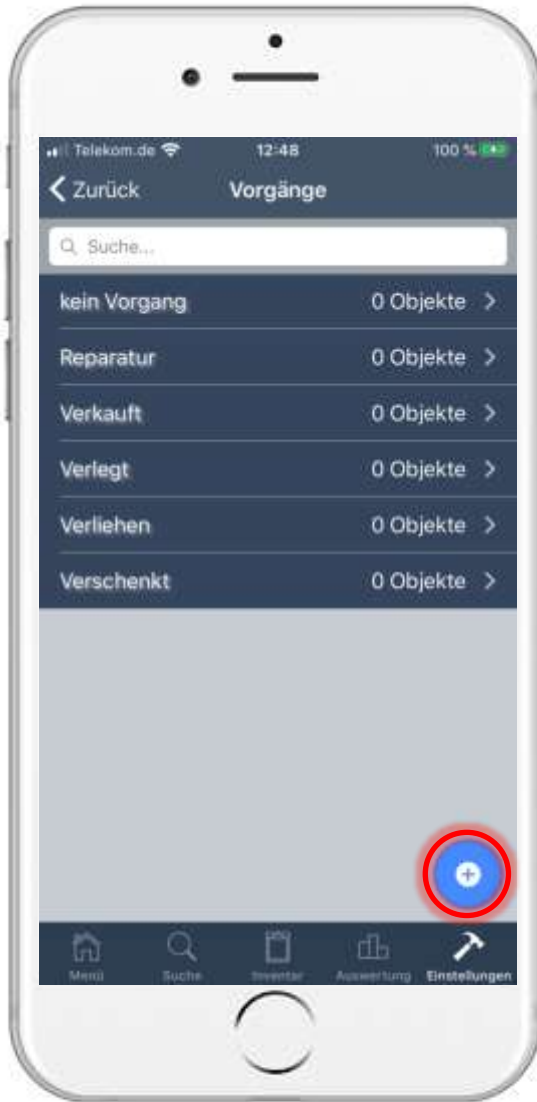 Telekom.de 12:48 100 %
Zurück Vorgänge
Suche...
kein Vorgang 0 Objekte
Reparatur 0 Objekte
Verkauft 0 Objekte
Verlegt 0 Objekte
Verliehen 0 Objekte
Verschenkt 0 Objekte
Menü Suche Inventar Auswertung Einstellungen